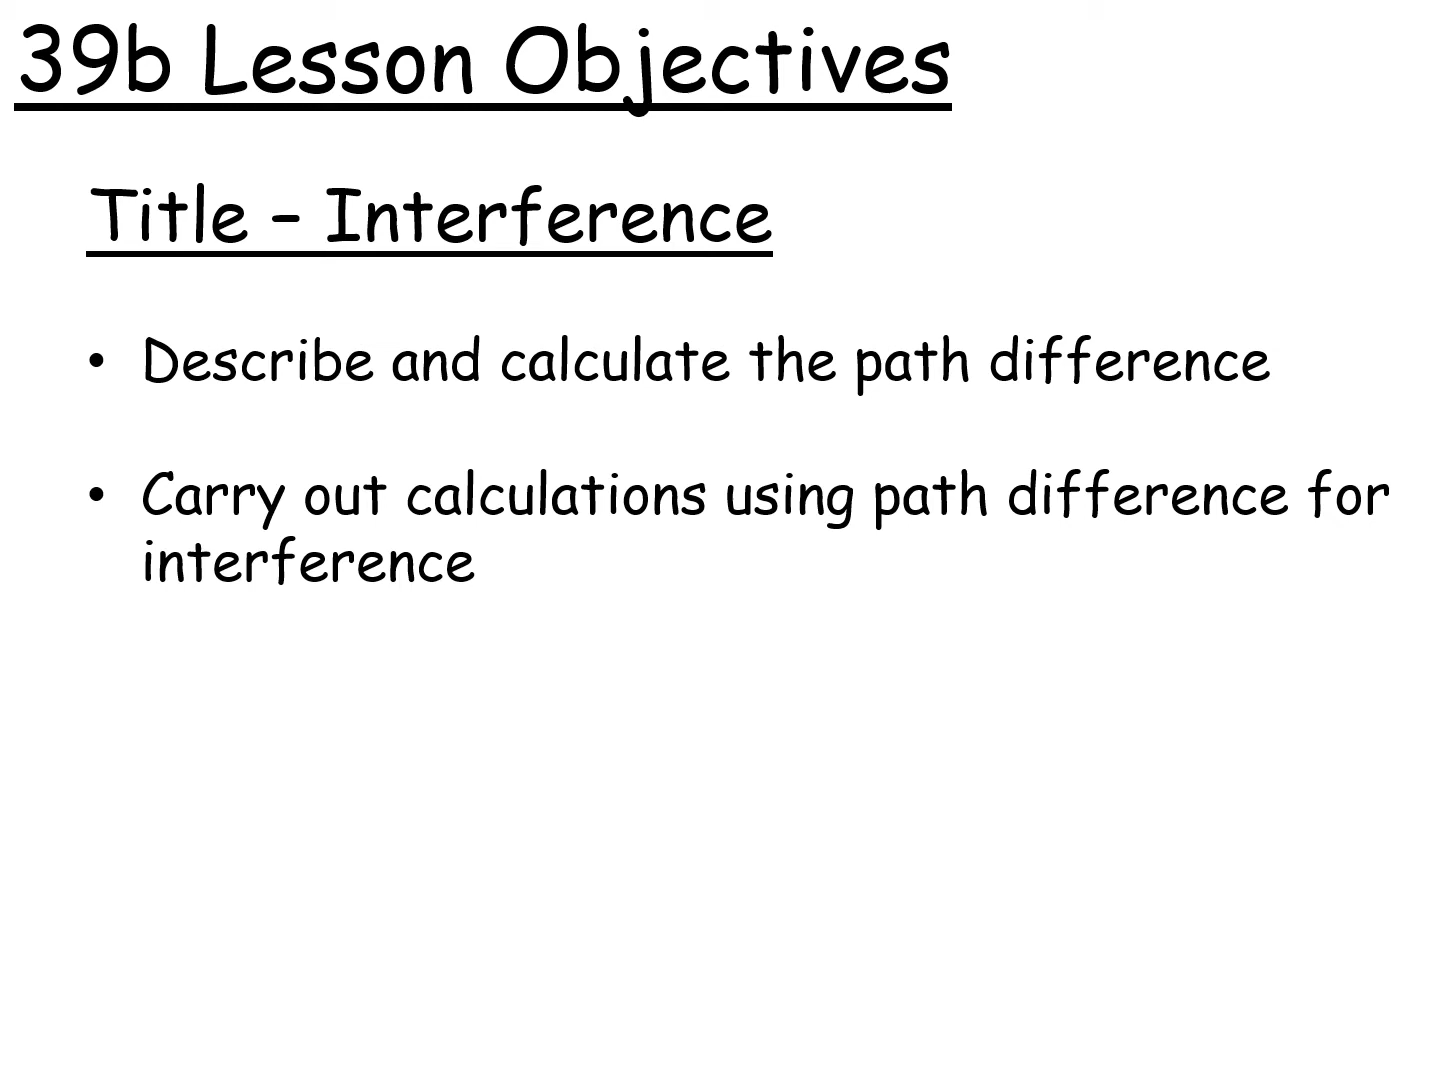 39b Lesson Objectives
Title – Interference
• Describe and calculate the path difference
• Carry out calculations using path difference for
interference